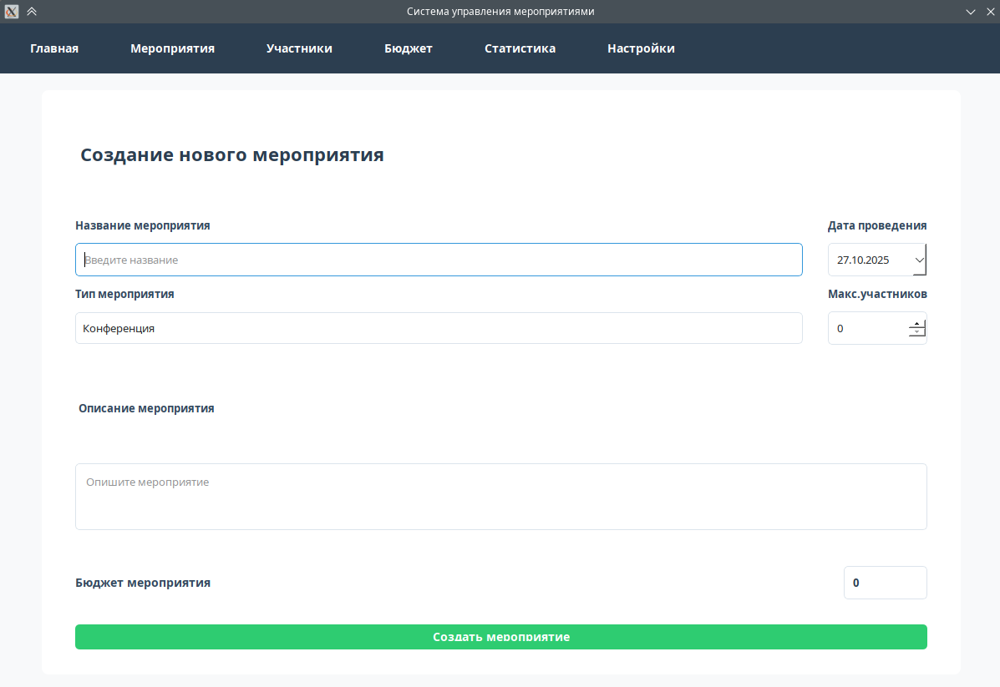 Система управления мероприятиями
Главная Мероприятия Участники Бюджет Статистика Настройки
Создание нового мероприятия
Название мероприятия Дата проведения
Введите название 27.10.2025
Тип мероприятия Макс.участников
Конференция 0
Описание мероприятия
Опишите мероприятие
Бюджет мероприятия 0
Создать мероприятие